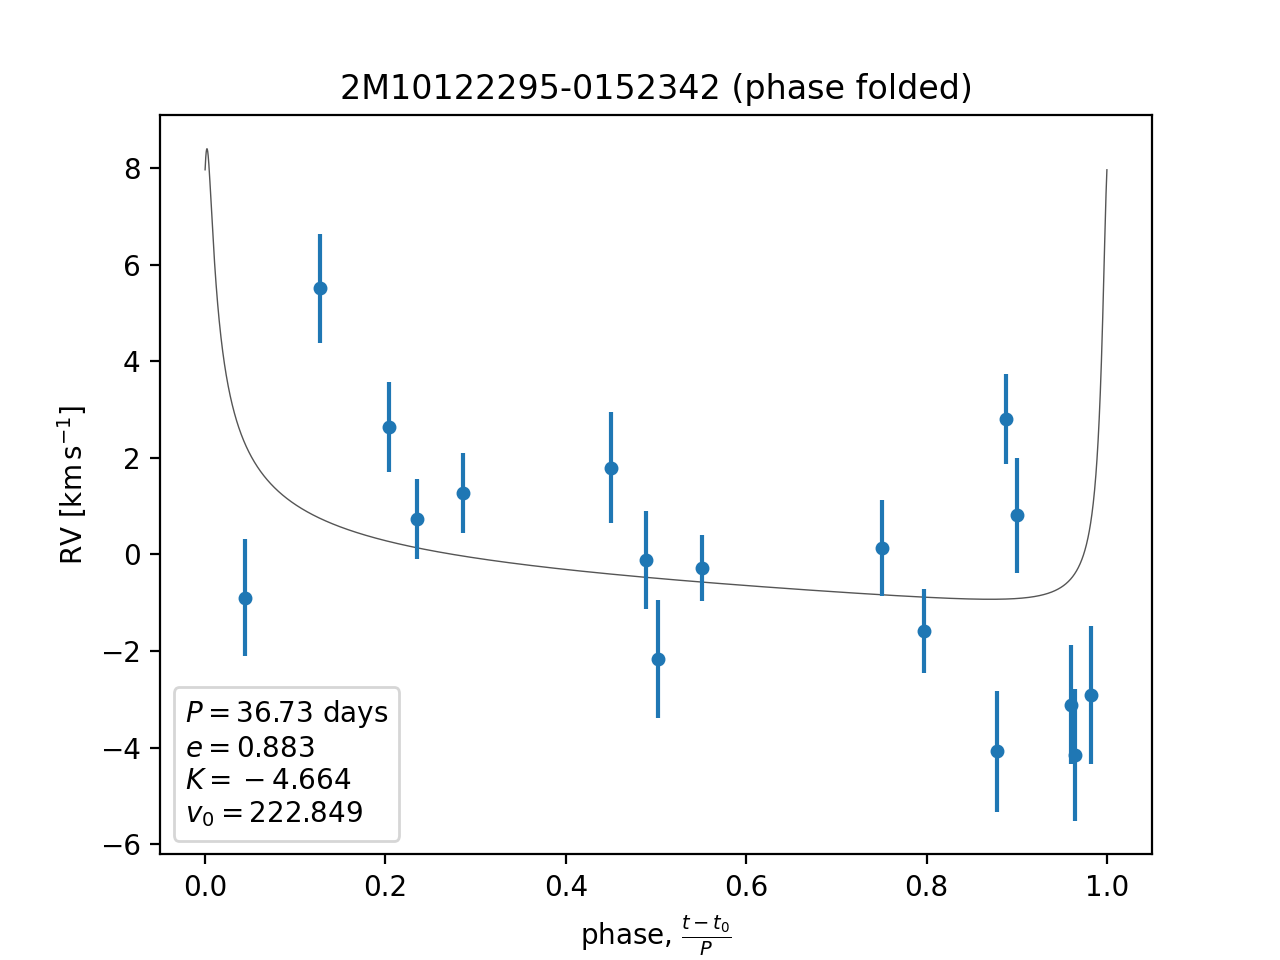 2M10122295-0152342 (phase folded)
RV [km s⁻¹]
8
6
4
2
0
−2
−4
−6
P = 36.73 days
e = 0.883
K = −4.664
v₀ = 222.849
0.0 0.2 0.4 0.6 0.8 1.0
phase, (t − t₀)/P